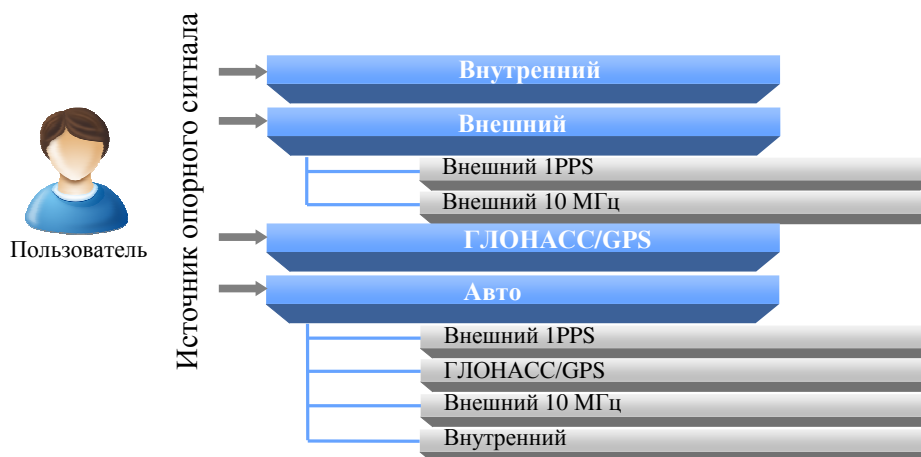 Пользователь
Источник опорного сигнала
Внутренний
Внешний
Внешний 1PPS
Внешний 10 МГц
ГЛОНАСС/GPS
Авто
Внешний 1PPS
ГЛОНАСС/GPS
Внешний 10 МГц
Внутренний